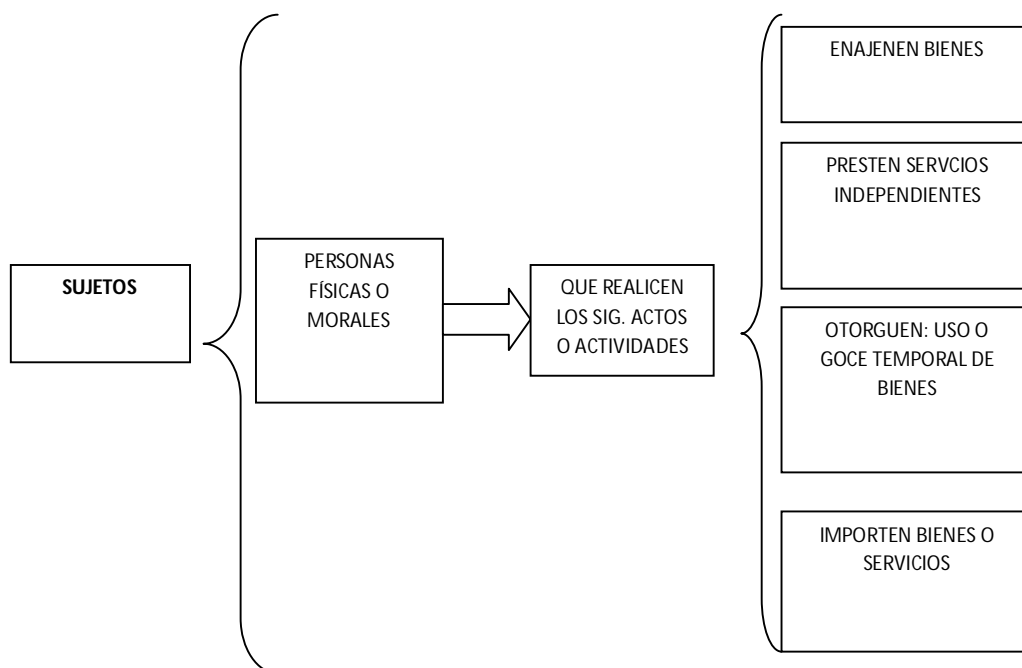 SUJETOS
PERSONAS
FÍSICAS O
MORALES
QUE REALICEN
LOS SIG. ACTOS
O ACTIVIDADES
ENAJENEN BIENES
PRESTEN SERVCIOS
INDEPENDIENTES
OTORGUEN: USO O
GOCE TEMPORAL DE
BIENES
IMPORTEN BIENES O
SERVICIOS